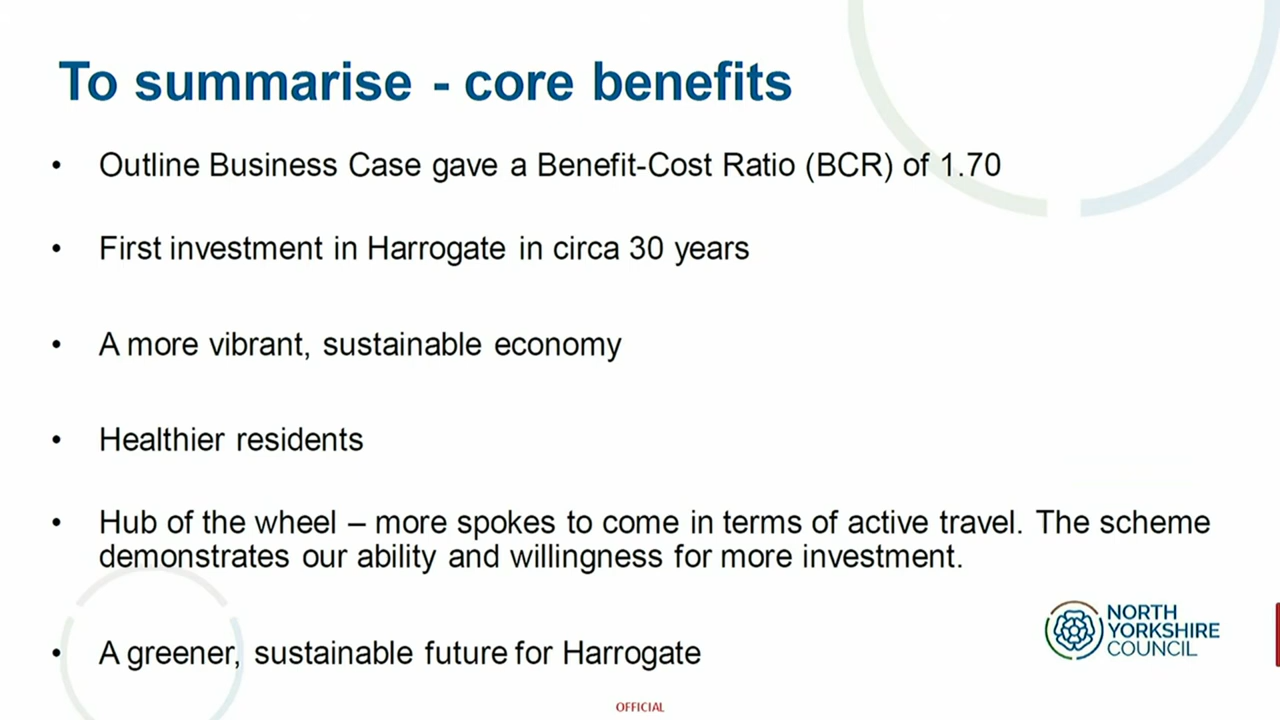 To summarise - core benefits
• Outline Business Case gave a Benefit-Cost Ratio (BCR) of 1.70
• First investment in Harrogate in circa 30 years
• A more vibrant, sustainable economy
• Healthier residents
• Hub of the wheel – more spokes to come in terms of active travel. The scheme
demonstrates our ability and willingness for more investment.
• A greener, sustainable future for Harrogate
NORTH
YORKSHIRE
COUNCIL
OFFICIAL